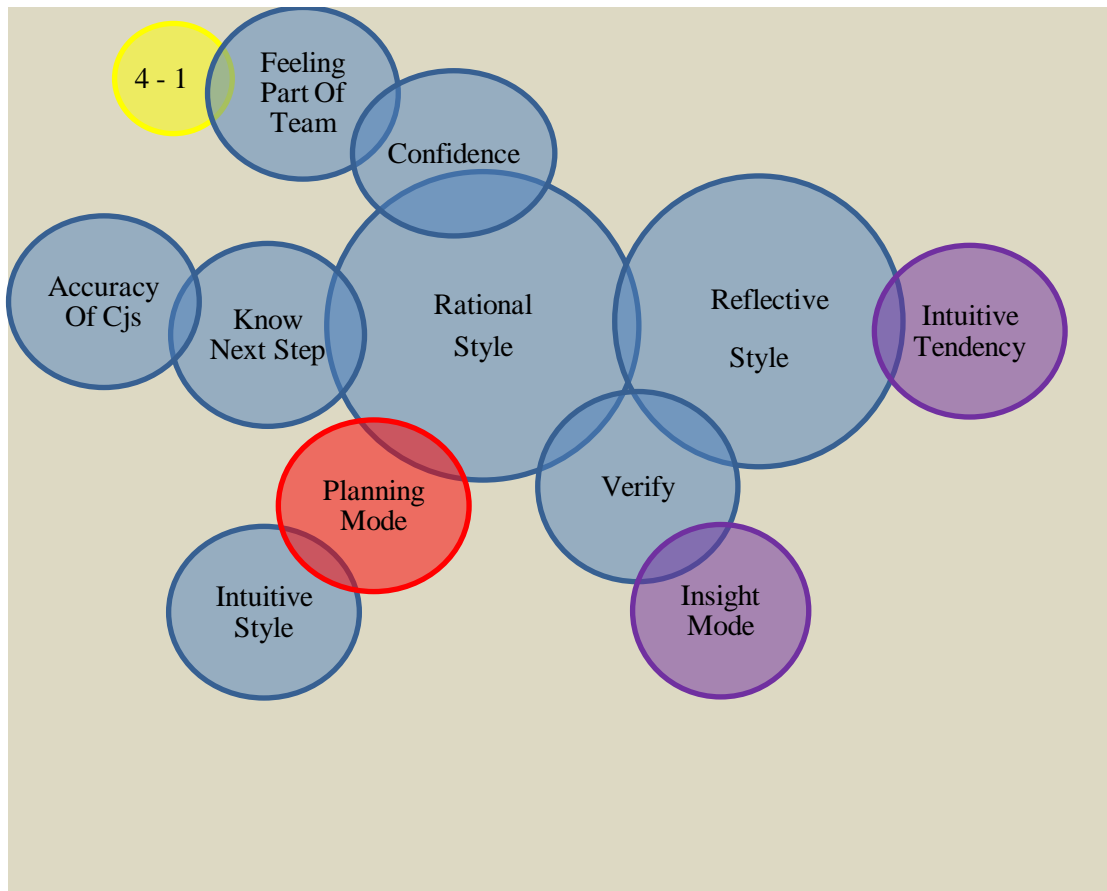 4 - 1
Feeling
Part Of
Team
Confidence
Accuracy
Of Cjs
Know
Next Step
Rational
Style
Reflective
Style
Intuitive
Tendency
Planning
Mode
Verify
Intuitive
Style
Insight
Mode